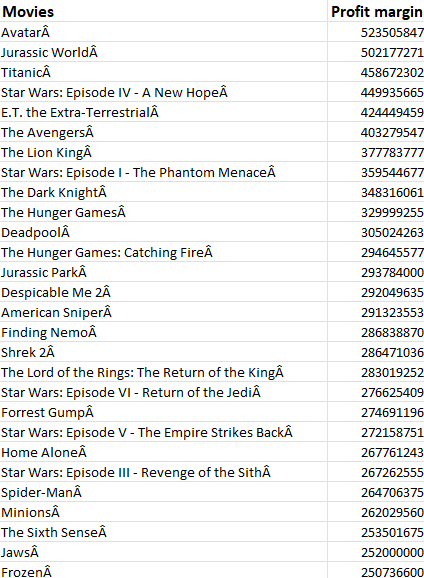 Movies Profit margin
AvatarÂ 523505847
Jurassic WorldÂ 502177271
TitanicÂ 458672302
Star Wars: Episode IV - A New HopeÂ 449935665
E.T. the Extra-TerrestrialÂ 424449459
The AvengersÂ 403279547
The Lion KingÂ 377783777
Star Wars: Episode I - The Phantom MenaceÂ 359544677
The Dark KnightÂ 348316061
The Hunger GamesÂ 329999255
DeadpoolÂ 305024263
The Hunger Games: Catching FireÂ 294645577
Jurassic ParkÂ 293784000
Despicable Me 2Â 292049635
American SniperÂ 291323553
Finding NemoÂ 286838870
Shrek 2Â 286471036
The Lord of the Rings: The Return of the KingÂ 283019252
Star Wars: Episode VI - Return of the JediÂ 276625409
Forrest GumpÂ 274691196
Star Wars: Episode V - The Empire Strikes BackÂ 272158751
Home AloneÂ 267761243
Star Wars: Episode III - Revenge of the SithÂ 267262555
Spider-ManÂ 264706375
MinionsÂ 262029560
The Sixth SenseÂ 253501675
JawsÂ 252000000
FrozenÂ 250736600